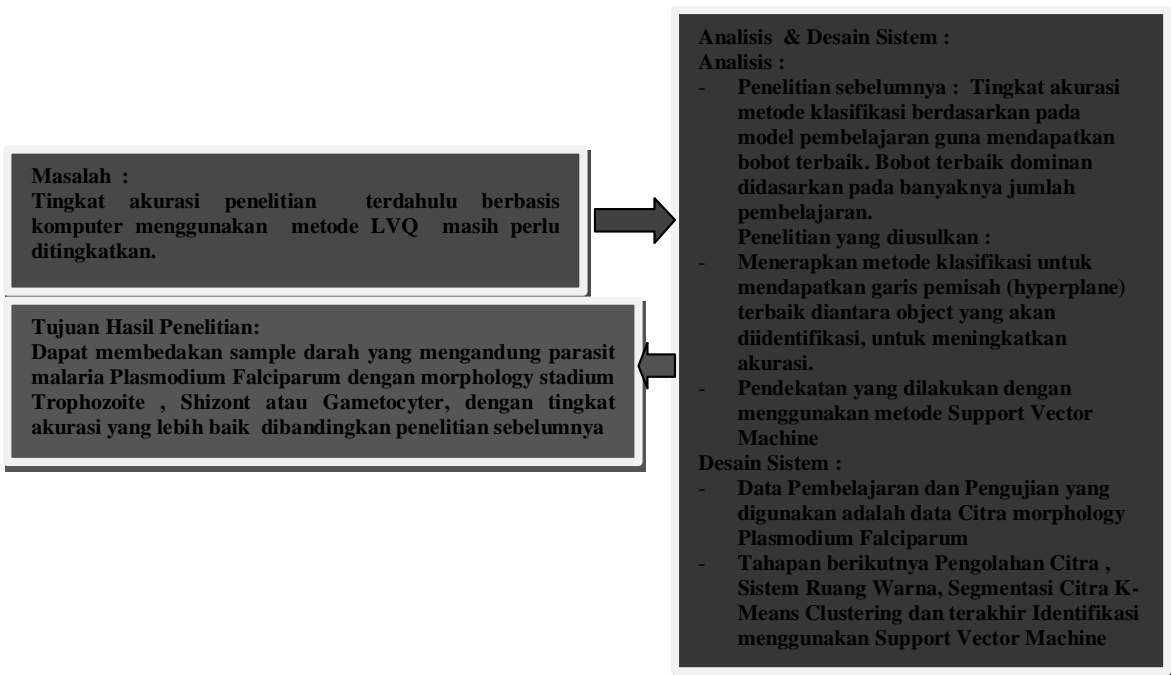 Masalah :
Tingkat akurasi penelitian terdahulu berbasis
komputer menggunakan metode LVQ masih perlu
ditingkatkan.
Analisis & Desain Sistem :
Analisis :
- Penelitian sebelumnya : Tingkat akurasi
metode klasifikasi berdasarkan pada
model pembelajaran guna mendapatkan
bobot terbaik. Bobot terbaik dominan
didasarkan pada banyaknya jumlah
pembelajaran.
Penelitian yang diusulkan :
- Menerapkan metode klasifikasi untuk
mendapatkan garis pemisah (hyperplane)
terbaik diantara object yang akan
diidentifikasi, untuk meningkatkan
akurasi.
- Pendekatan yang dilakukan dengan
menggunakan metode Support Vector
Machine
Desain Sistem :
- Data Pembelajaran dan Pengujian yang
digunakan adalah data Citra morphology
Plasmodium Falciparum
- Tahapan berikutnya Pengolahan Citra ,
Sistem Ruang Warna, Segmentasi Citra K-
Means Clustering dan terakhir Identifikasi
menggunakan Support Vector Machine
Tujuan Hasil Penelitian:
Dapat membedakan sample darah yang mengandung parasit
malaria Plasmodium Falciparum dengan morphology stadium
Trophozoite , Shizont atau Gametocyter, dengan tingkat
akurasi yang lebih baik dibandingkan penelitian sebelumnya